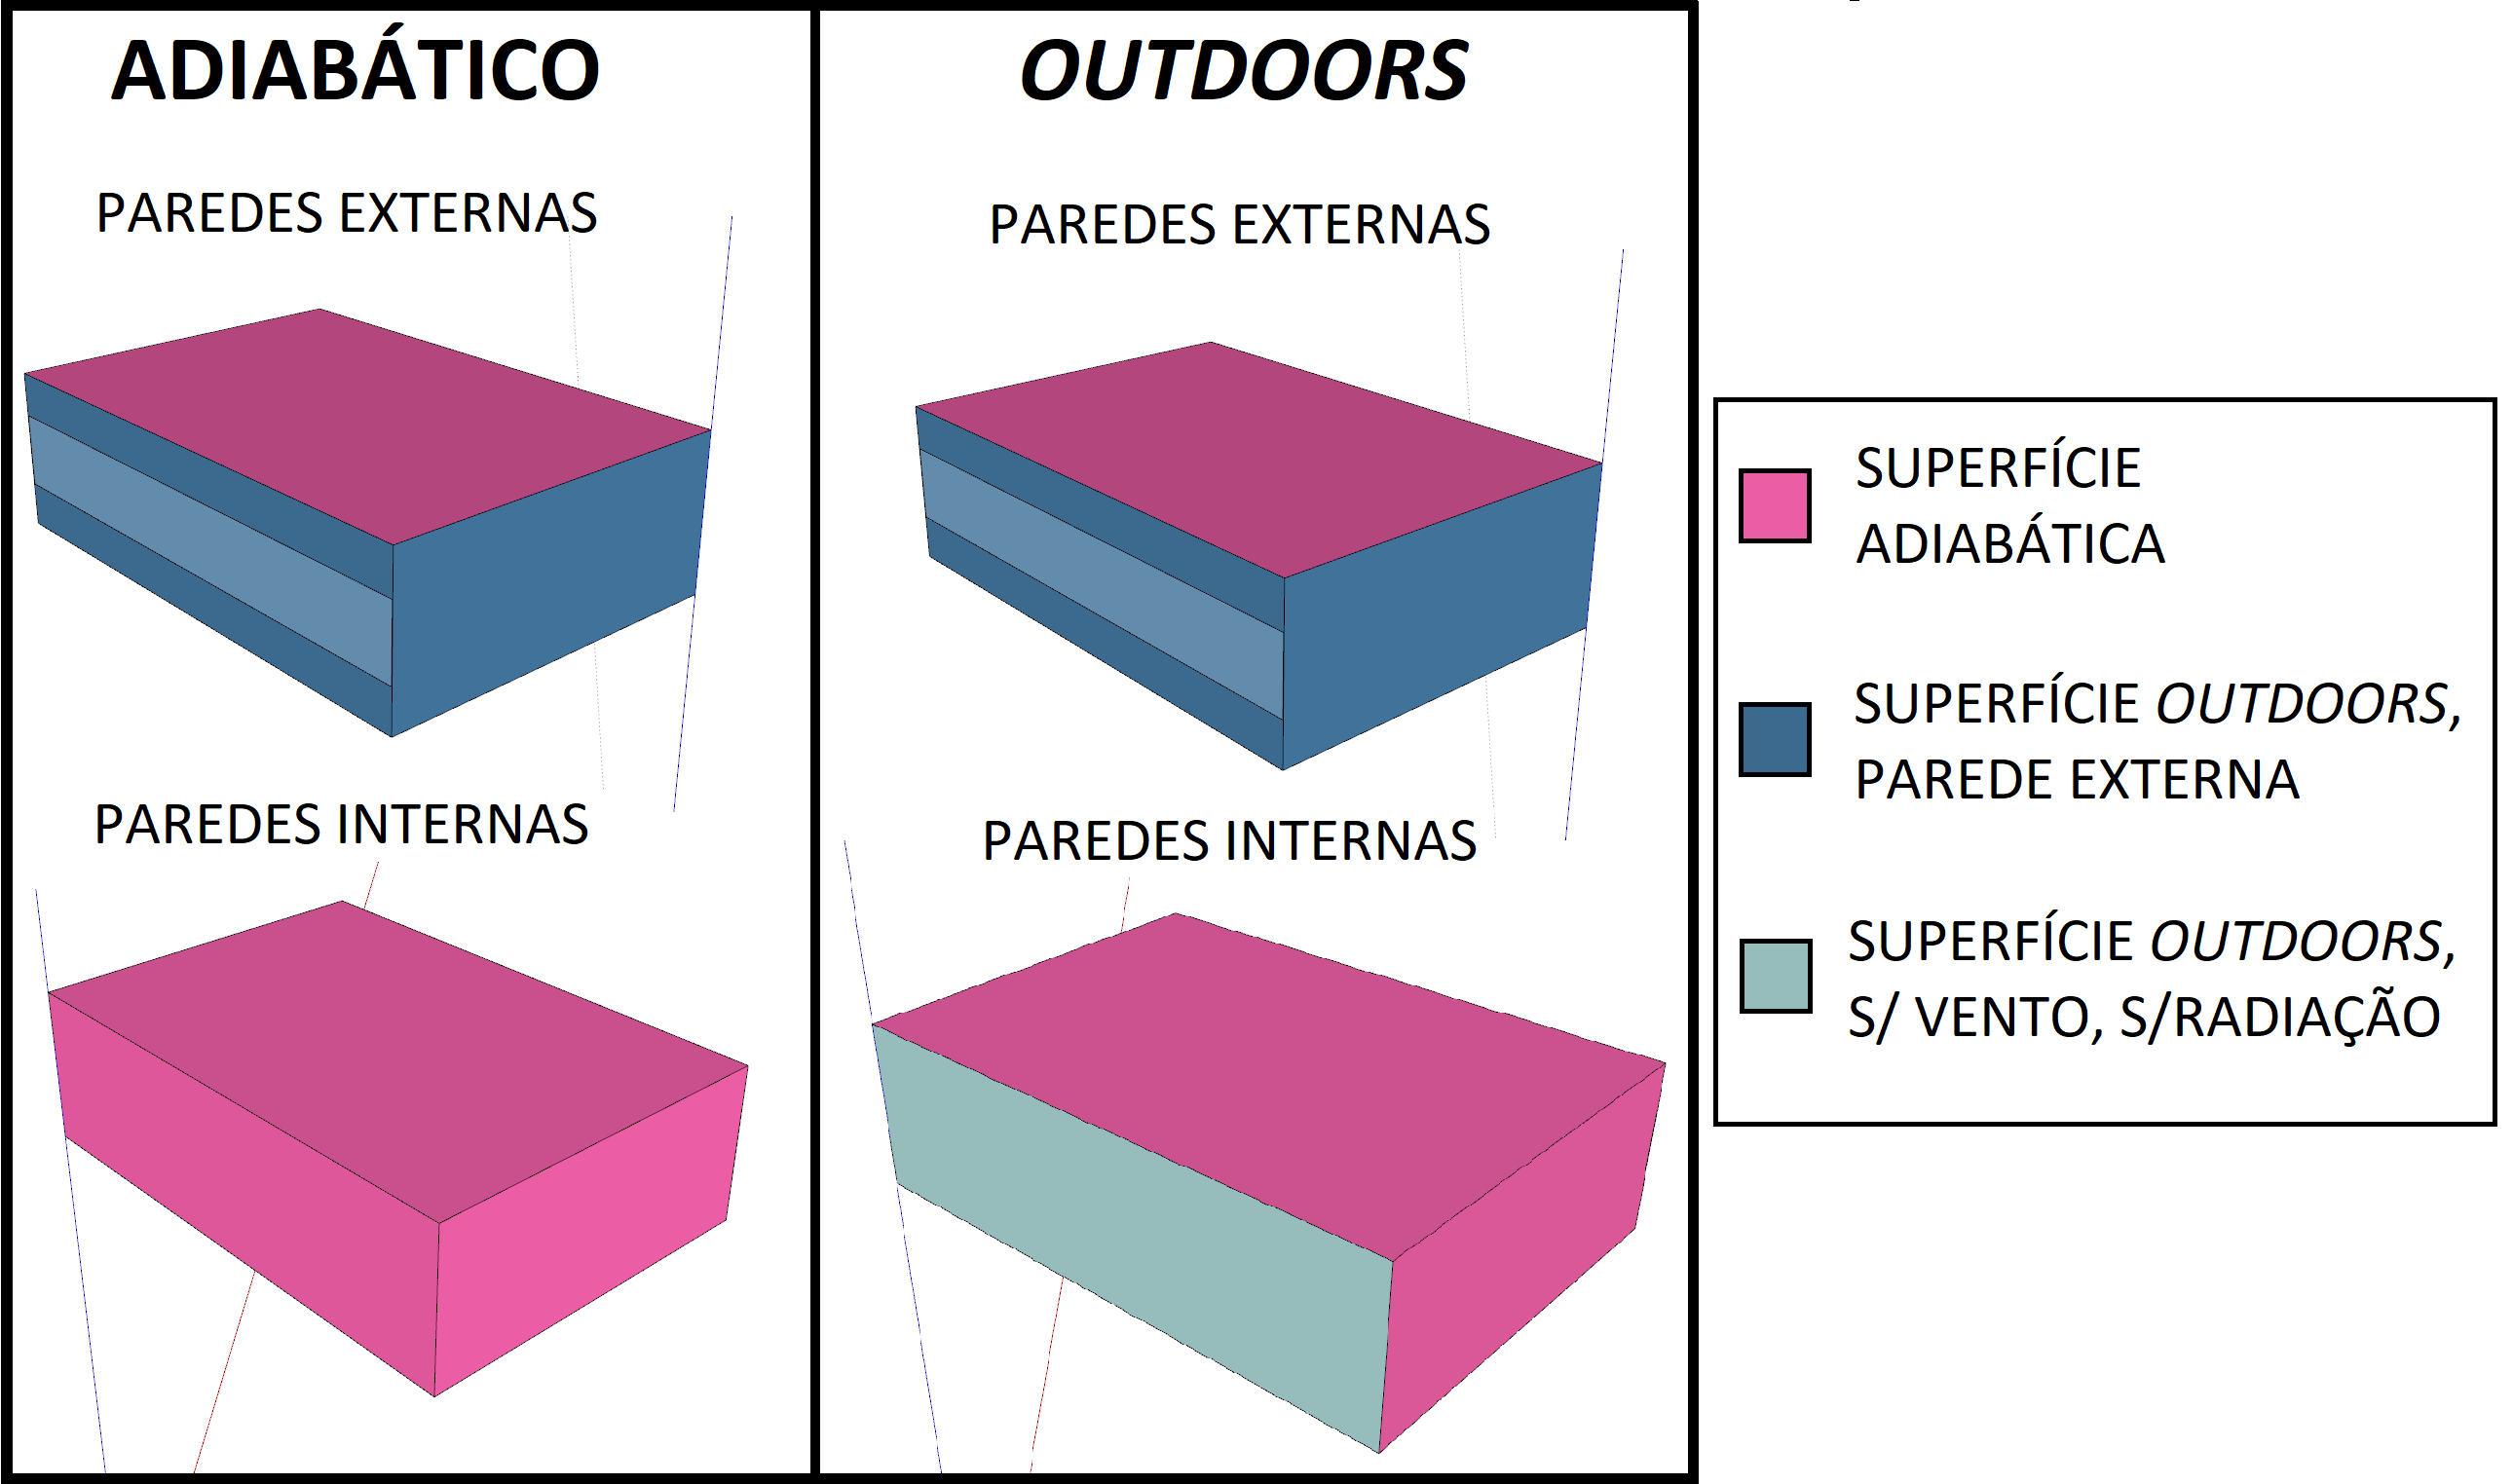 ADIABÁTICO
PAREDES EXTERNAS
PAREDES INTERNAS
OUTDOORS
PAREDES EXTERNAS
PAREDES INTERNAS
SUPERFÍCIE
ADIABÁTICA
SUPERFÍCIE OUTDOORS,
PAREDE EXTERNA
SUPERFÍCIE OUTDOORS,
S/ VENTO, S/RADIAÇÃO